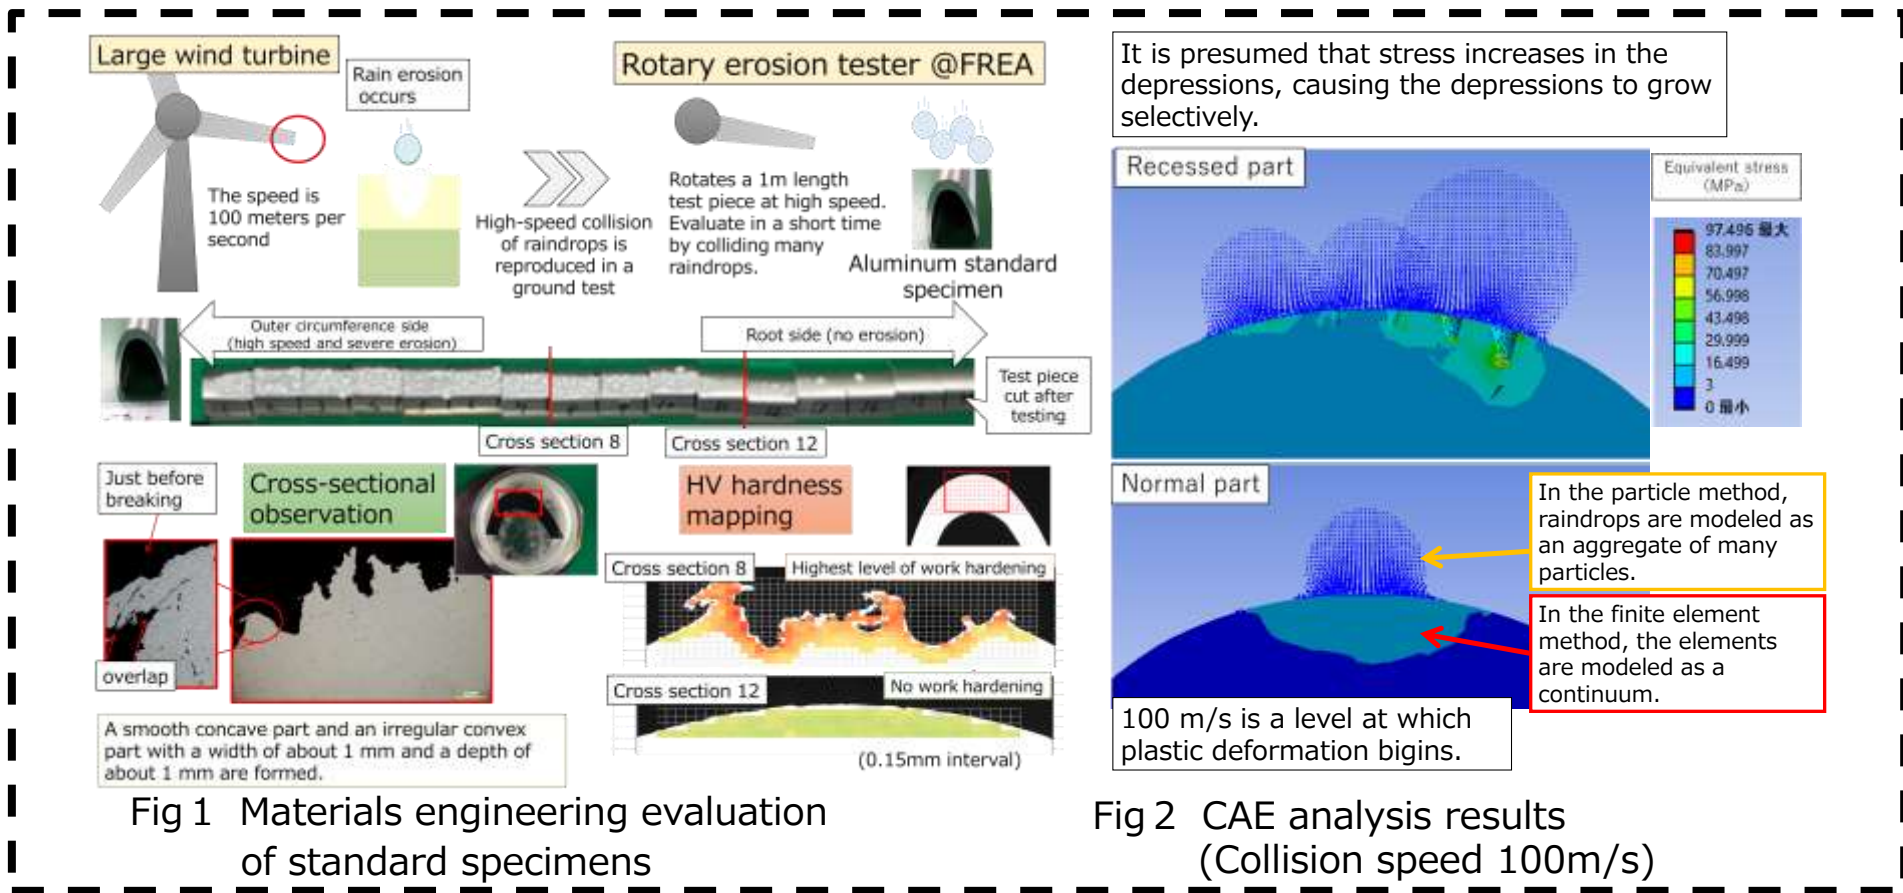 Large wind turbine
Rain erosion
occurs
The speed is
100 meters per
second
High-speed collision
of raindrops is
reproduced in a
ground test
Rotary erosion tester @FREA
Rotates a 1m length
test piece at high speed.
Evaluate in a short time
by colliding many
raindrops.
Aluminum standard
specimen
Outer circumference side
(high speed and severe erosion)
Root side (no erosion)
Test piece
cut after
testing
Cross section 8
Cross section 12
Just before
breaking
Cross-sectional
observation
overlap
HV hardness
mapping
Cross section 8
Highest level of work hardening
Cross section 12
No work hardening
(0.15mm interval)
A smooth concave part and an irregular convex
part with a width of about 1 mm and a depth of
about 1 mm are formed.
Fig 1 Materials engineering evaluation
of standard specimens
It is presumed that stress increases in the
depressions, causing the depressions to grow
selectively.
Recessed part
Equivalent stress
(MPa)
97.496 最大
83.997
70.497
56.998
43.498
29.999
16.499
3
0 最小
Normal part
In the particle method,
raindrops are modeled as
an aggregate of many
particles.
In the finite element
method, the elements
are modeled as a
continuum.
100 m/s is a level at which
plastic deformation bigins.
Fig 2 CAE analysis results
(Collision speed 100m/s)